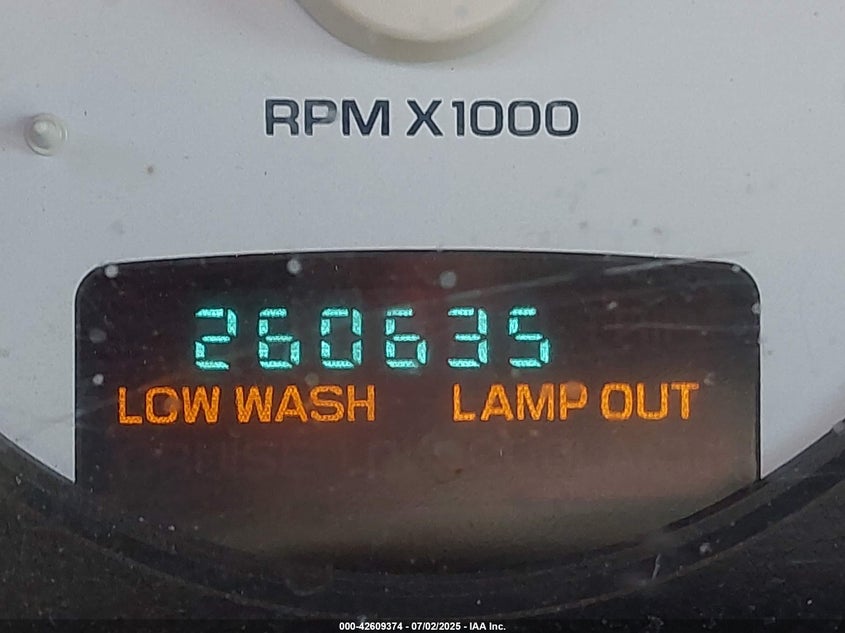 RPM X1000
260635
LOW WASH LAMP OUT
000-42609374 - 07/02/2025 - IAA Inc.